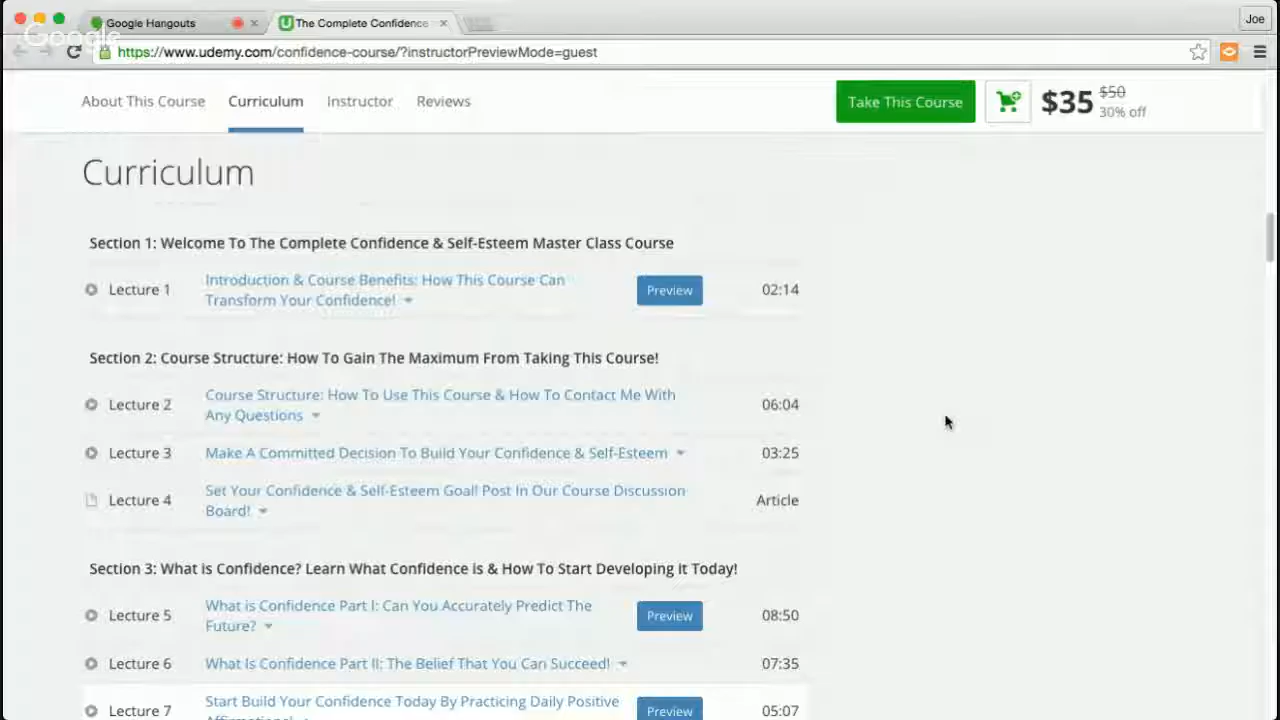 Google Hangouts
The Complete Confidence
Joe
Google
https://www.udemy.com/confidence-course/?instructorPreviewMode=guest
About This Course
Curriculum
Instructor
Reviews
Take This Course
$35
$50
30% off
Curriculum
Section 1: Welcome To The Complete Confidence & Self-Esteem Master Class Course
Lecture 1
Introduction & Course Benefits: How This Course Can
Transform Your Confidence!
Preview
02:14
Section 2: Course Structure: How To Gain The Maximum From Taking This Course!
Lecture 2
Course Structure: How To Use This Course & How To Contact Me With
Any Questions
06:04
Lecture 3
Make A Committed Decision To Build Your Confidence & Self-Esteem
03:25
Lecture 4
Set Your Confidence & Self-Esteem Goal! Post In Our Course Discussion
Board!
Article
Section 3: What is Confidence? Learn What Confidence is & How To Start Developing it Today!
Lecture 5
What is Confidence Part I: Can You Accurately Predict The
Future?
Preview
08:50
Lecture 6
What Is Confidence Part II: The Belief That You Can Succeed!
07:35
Lecture 7
Start Build Your Confidence Today By Practicing Daily Positive
Preview
05:07